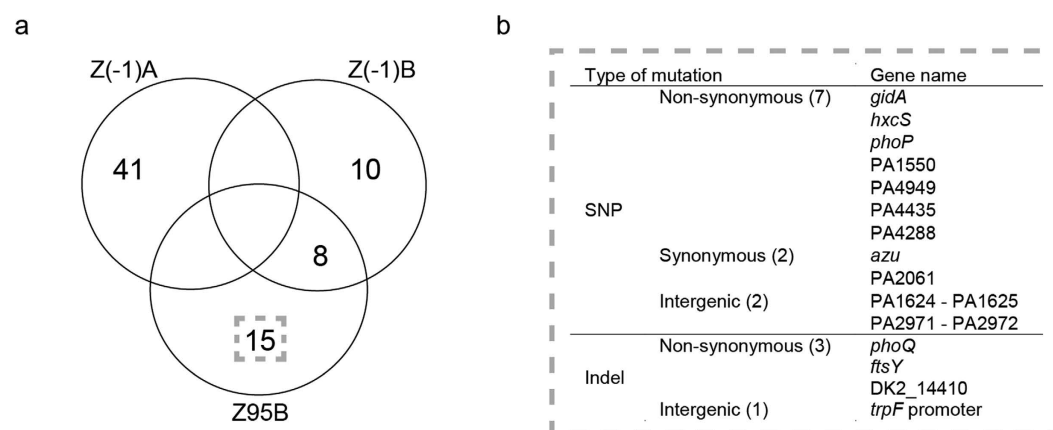 a
b
Z(-1)A
Z(-1)B
41
10
8
15
Z95B
Type of mutation Gene name
Non-synonymous (7) gidA
hxcS
phoP
PA1550
PA4949
SNP PA4435
PA4288
Synonymous (2) azu
PA2061
Intergenic (2) PA1624 - PA1625
PA2971 - PA2972
Non-synonymous (3) phoQ
Indel ftsY
DK2_14410
Intergenic (1) trpF promoter